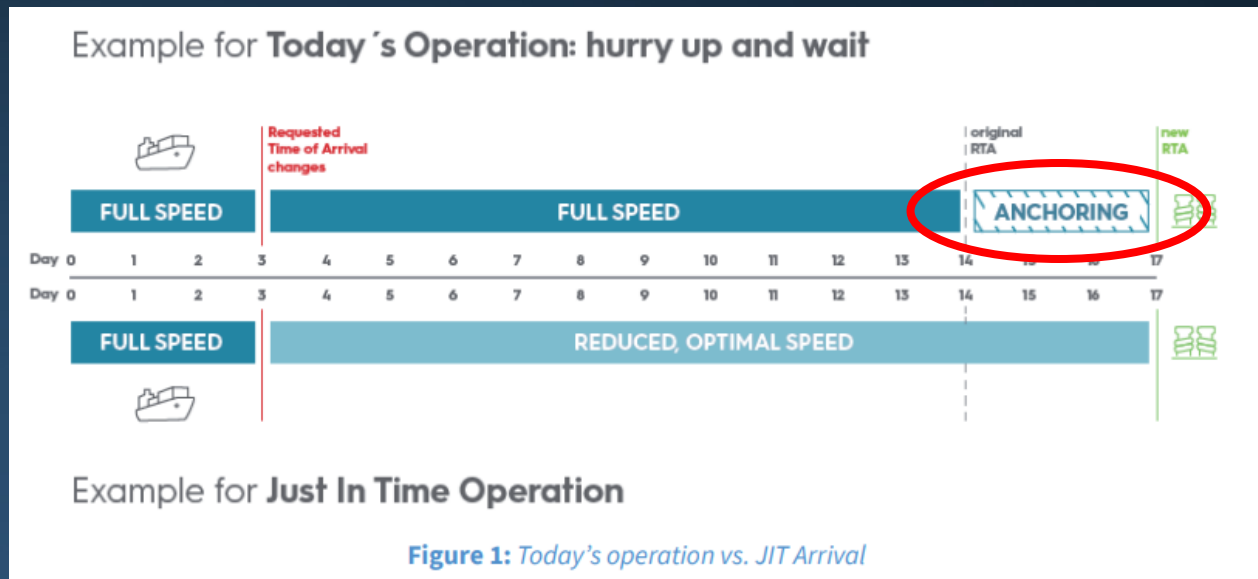 Example for Today ´s Operation: hurry up and wait
Requested
Time of Arrival
changes
original
RTA
new
RTA
FULL SPEED
FULL SPEED
ANCHORING
Day 0 1 2 3 4 5 6 7 8 9 10 11 12 13 14 15 16 17
Day 0 1 2 3 4 5 6 7 8 9 10 11 12 13 14 15 16 17
FULL SPEED
REDUCED, OPTIMAL SPEED
Example for Just In Time Operation
Figure 1: Today's operation vs. JIT Arrival